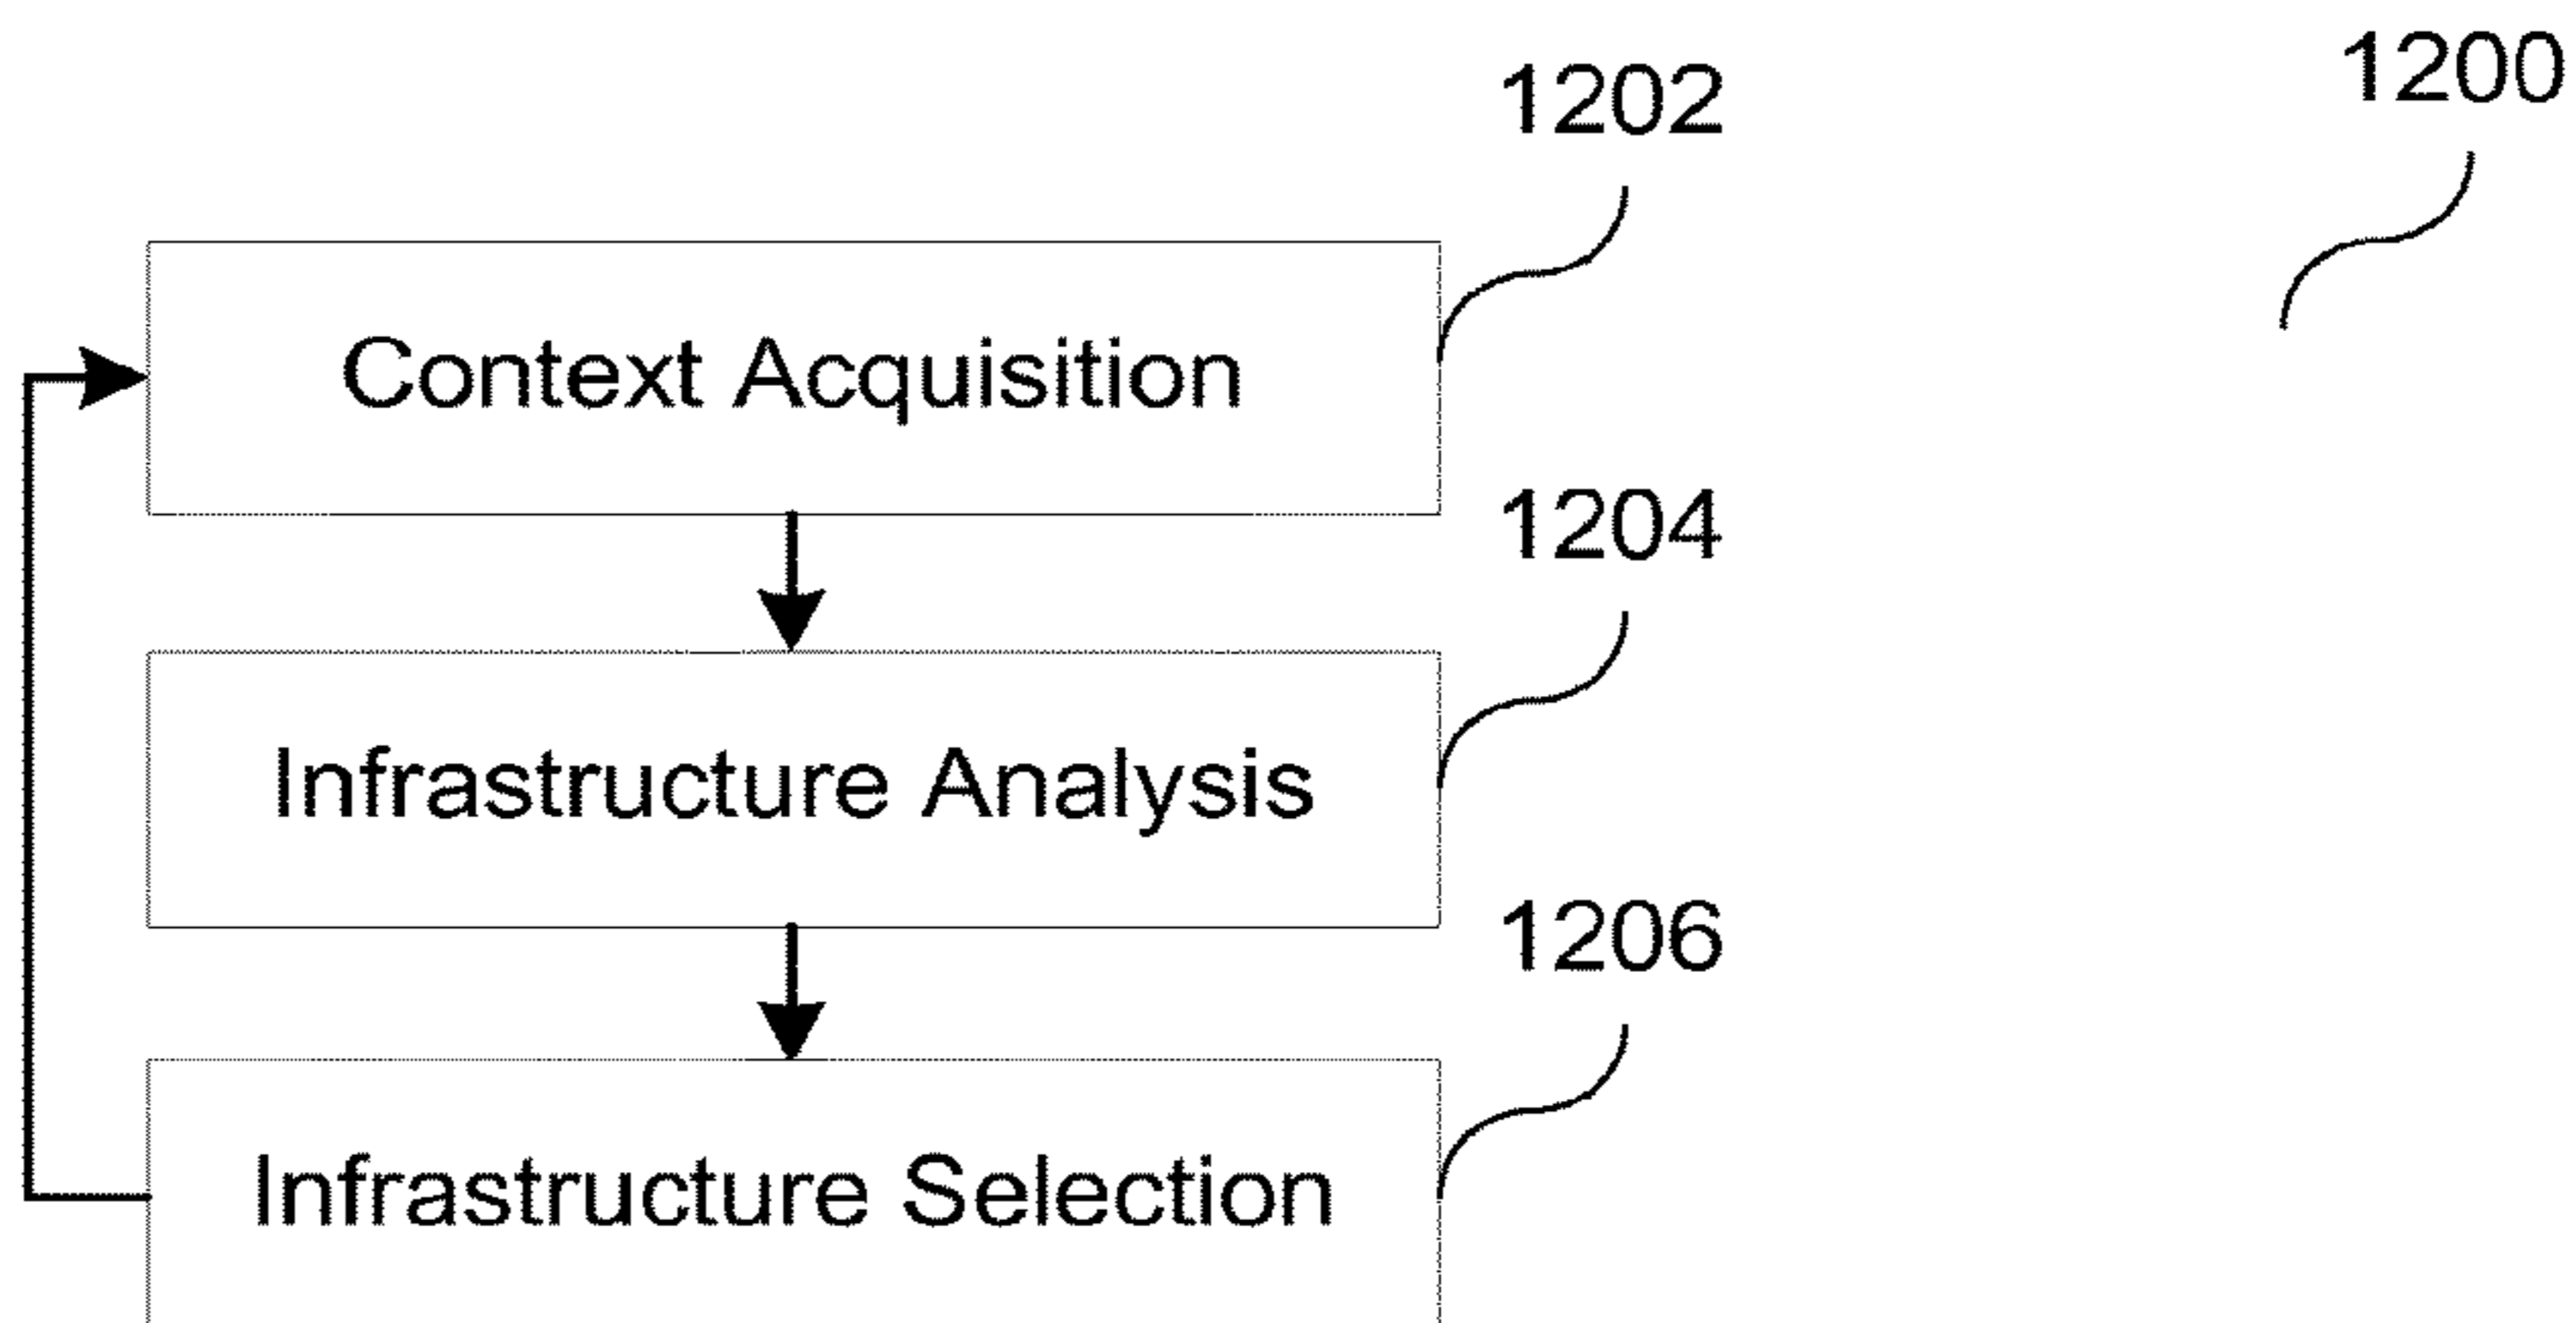 1200
1202
Context Acquisition
1204
Infrastructure Analysis
1206
Infrastructure Selection